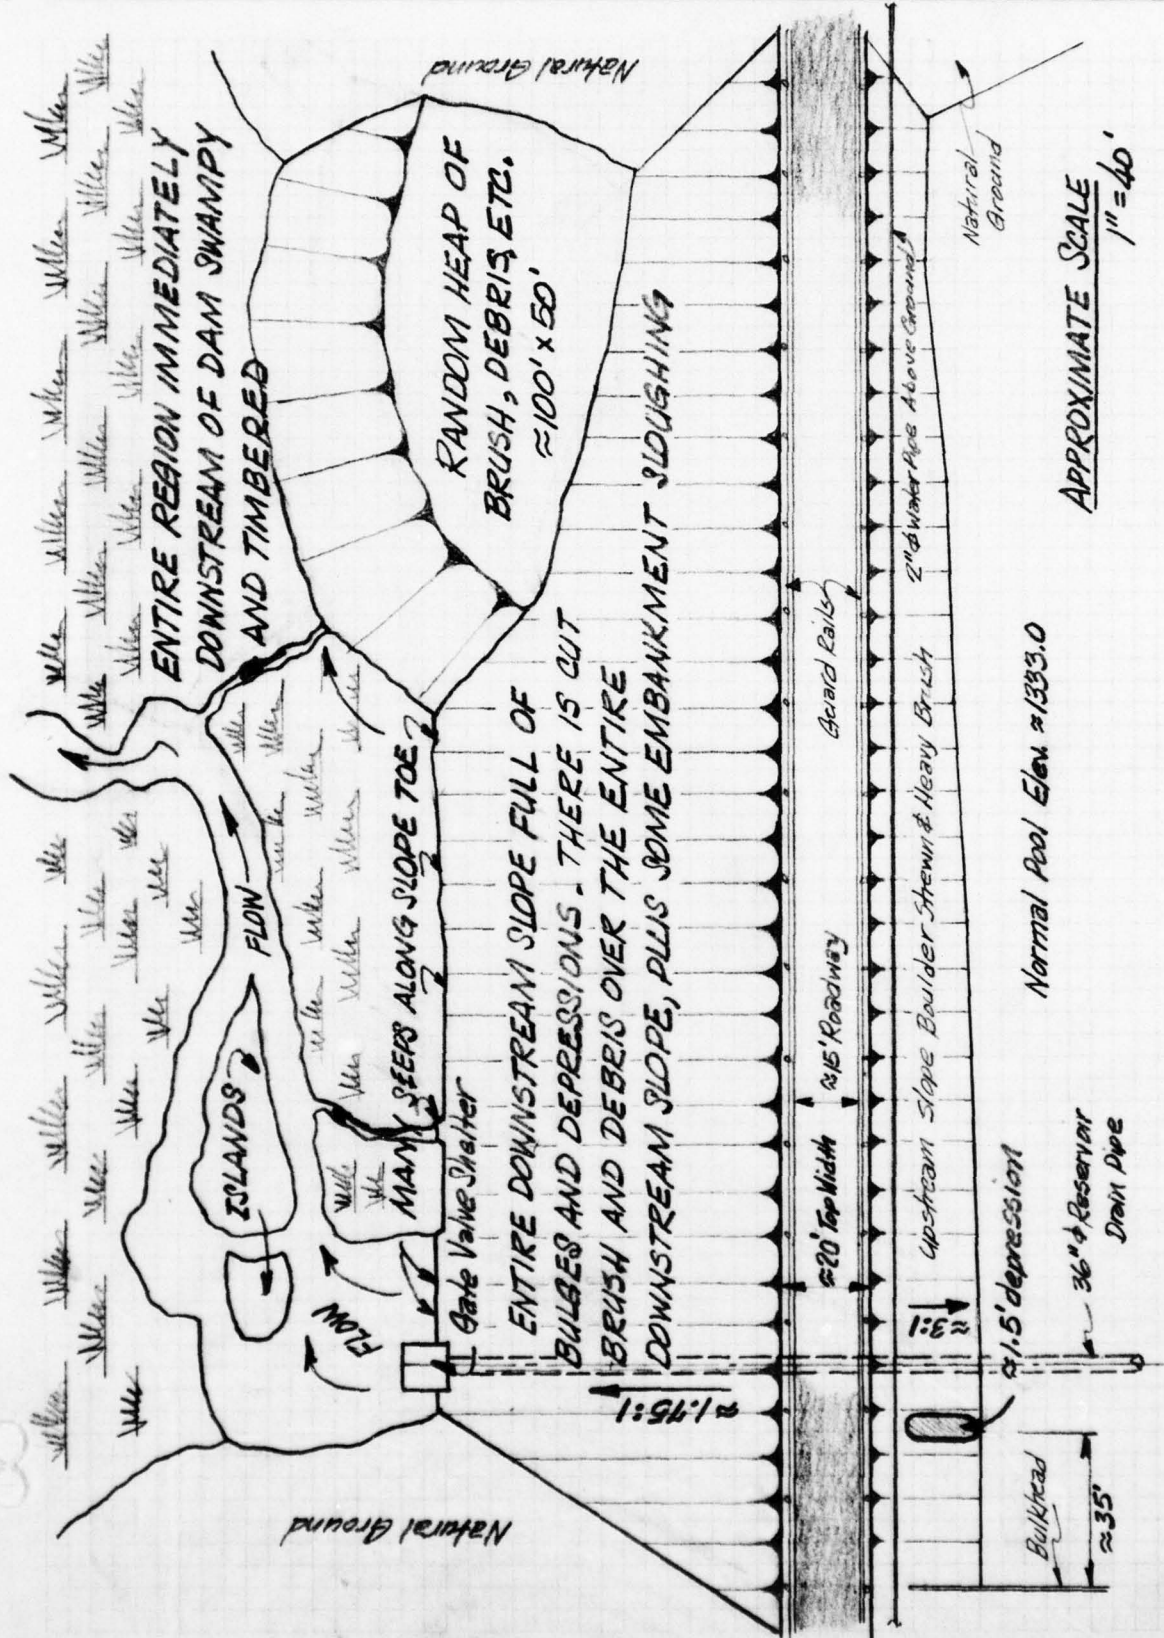 ENTIRE REGION IMMEDIATELY
DOWNSTREAM OF DAM SWAMPY
AND TIMBERED
Natural Ground
RANDOM HEAP OF
BRUSH, DEBRIS, ETC.
≈100' x 50'
FLOW
ISLANDS
FLOW
MANY SEEPS ALONG SLOPE TOE
Gate Valve Shelter
Natural Ground
ENTIRE DOWNSTREAM SLOPE FULL OF
BULGES AND DEPRESSIONS. THERE IS CUT
BRUSH AND DEBRIS OVER THE ENTIRE
DOWNSTREAM SLOPE, PLUS SOME EMBANKMENT SLOUGHING
≈1.75:1
≈20' Top Width
≈15' Roadway
Guard Rails
≈3:1
Upstream Slope Boulder Strewn & Heavy Brush
2" ϕ Water Pipe Above Ground
Natural
Ground
≈1.5' depression
Normal Pool Elev. ≈1333.0
Bulkhead
≈35'
36" ϕ Reservoir
Drain Pipe
APPROXIMATE SCALE
1" = 40'